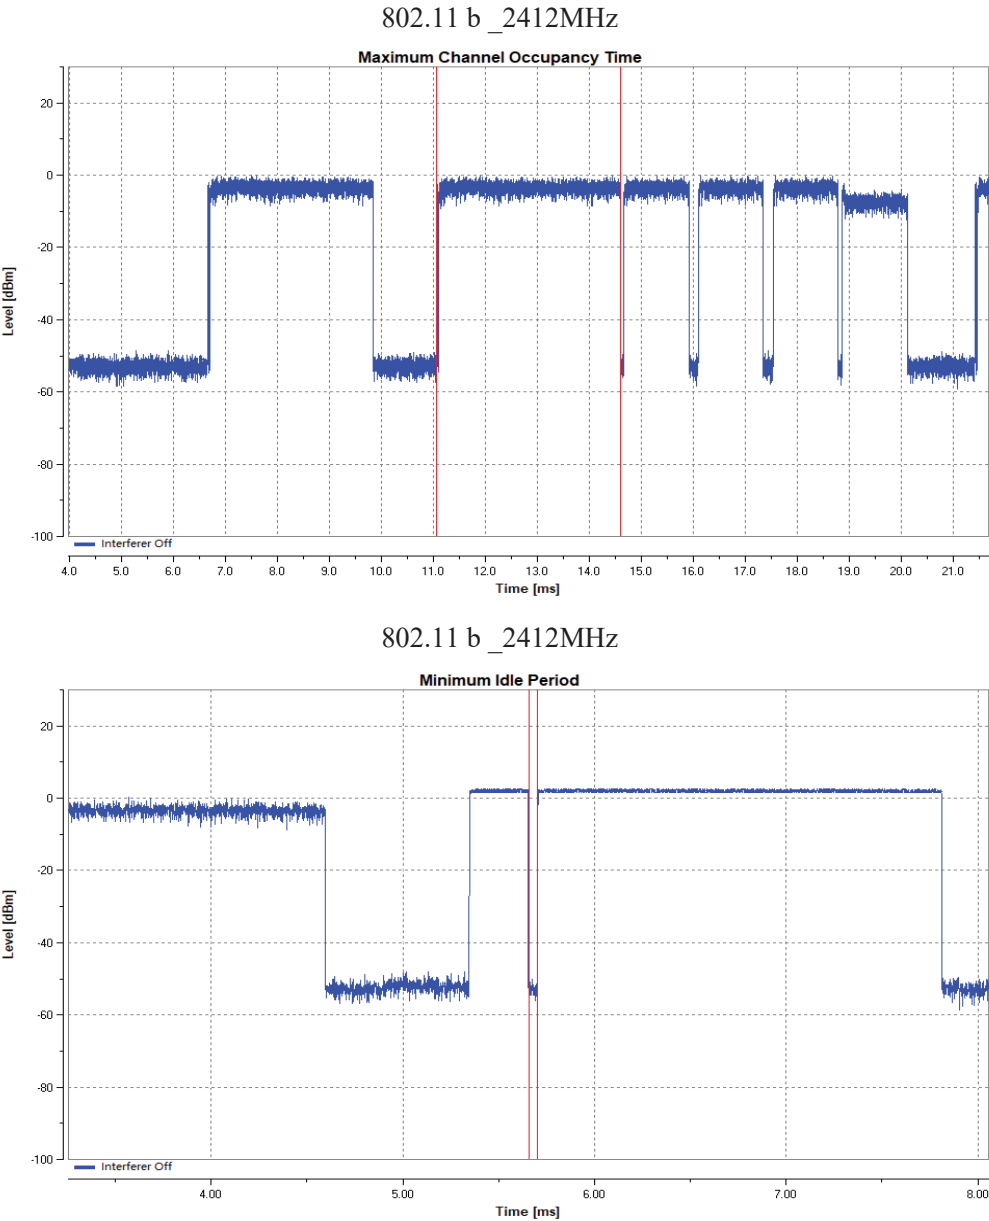 802.11 b _2412MHz
Maximum Channel Occupancy Time
20
0
-20
-40
-60
-80
-100
Level [dBm]
Interferer Off
4.0 5.0 6.0 7.0 8.0 9.0 10.0 11.0 12.0 13.0 14.0 15.0 16.0 17.0 18.0 19.0 20.0 21.0
Time [ms]
802.11 b _2412MHz
Minimum Idle Period
20
0
-20
-40
-60
-80
-100
Level [dBm]
Interferer Off
4.00 5.00 6.00 7.00 8.00
Time [ms]